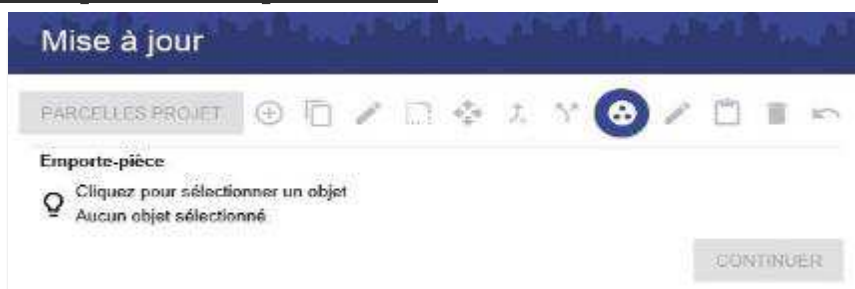 Mise à jour
PARCELLES PROJET
Emporte-pièce
Cliquez pour sélectionner un objet
Aucun objet sélectionné
CONTINUER